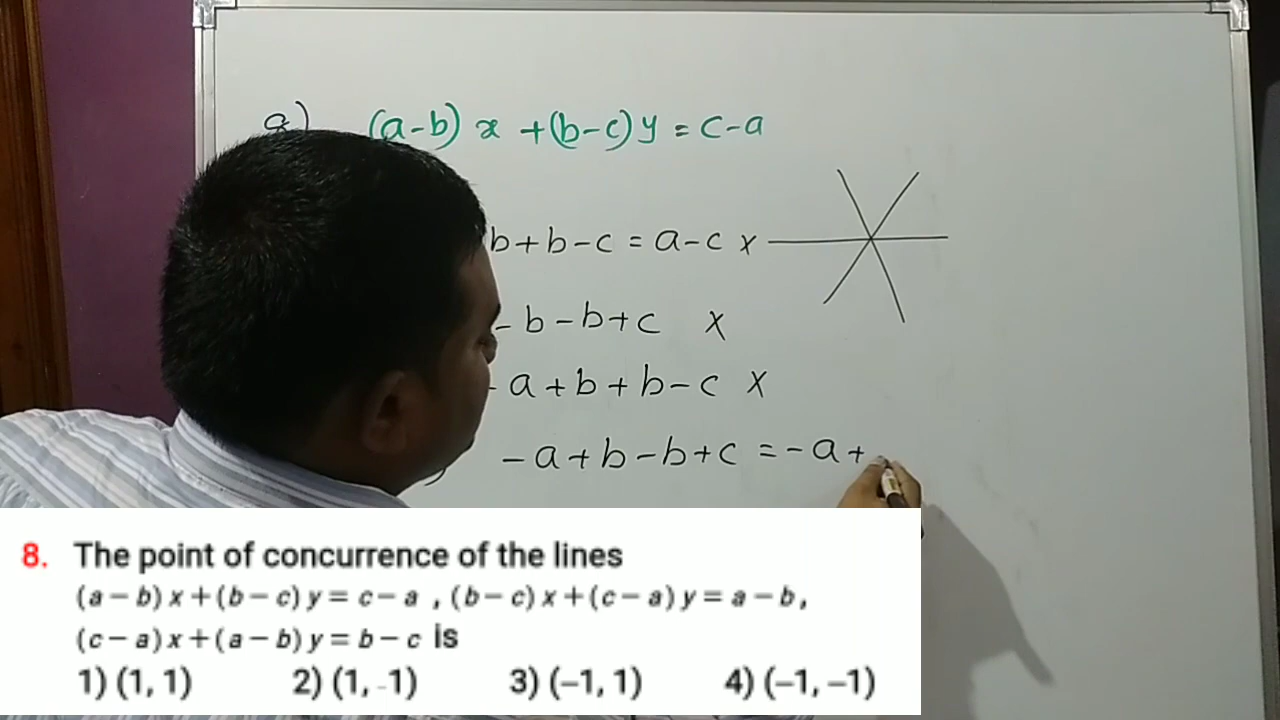 8) (a-b) x + (b-c) y = c-a
b+b-c = a-c x
- b - b + c x
- a + b + b - c x
- a + b - b + c = - a +
8. The point of concurrence of the lines
(a − b) x + (b − c) y = c − a , (b − c) x + (c − a) y = a − b,
(c − a) x + (a − b) y = b − c is
1) (1, 1) 2) (1, -1) 3) (−1, 1) 4) (−1, −1)